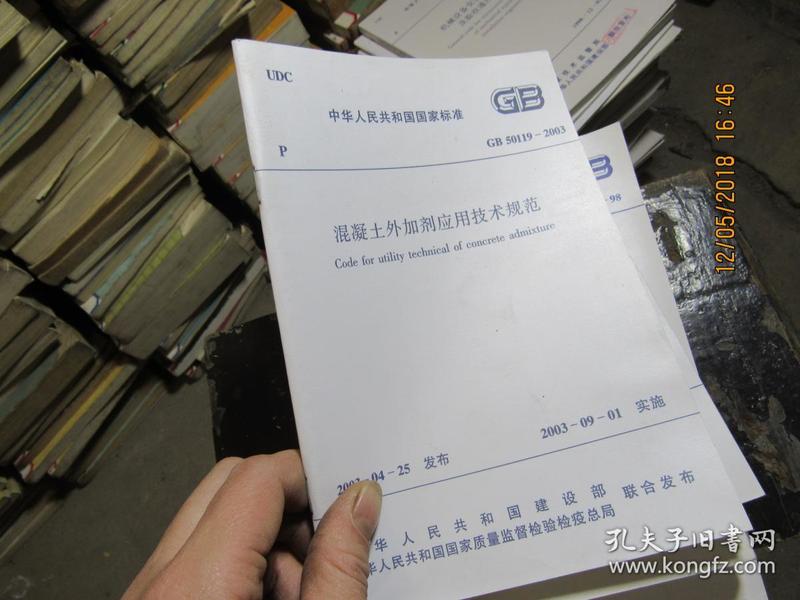 UDC
中华人民共和国国家标准
GB
P
GB 50119－2003
混凝土外加剂应用技术规范
Code for utility technical of concrete admixture
2003-04-25 发布
2003-09-01 实施
华人民共和国建设部
联合发布
华人民共和国国家质量监督检验检疫总局
-98
12/05/2018 16:46
孔夫子旧书网
www.kongfz.com